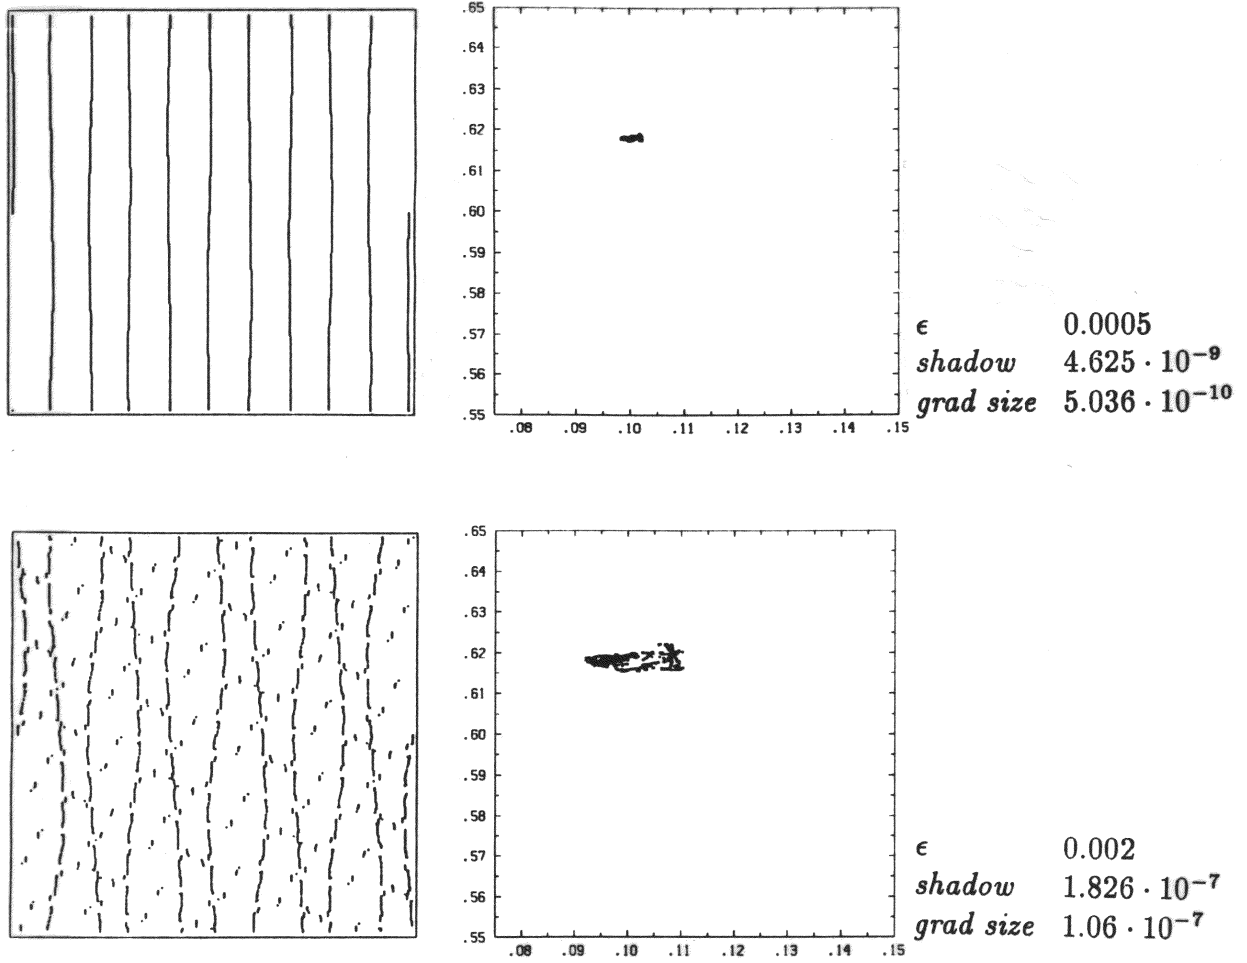 .65
.64
.63
.62
.61
.60
.59
.58
.57
.56
.55
.08 .09 .10 .11 .12 .13 .14 .15
ϵ 0.0005
shadow 4.625 · 10⁻⁹
grad size 5.036 · 10⁻¹⁰
.65
.64
.63
.62
.61
.60
.59
.58
.57
.56
.55
.08 .09 .10 .11 .12 .13 .14 .15
ϵ 0.002
shadow 1.826 · 10⁻⁷
grad size 1.06 · 10⁻⁷